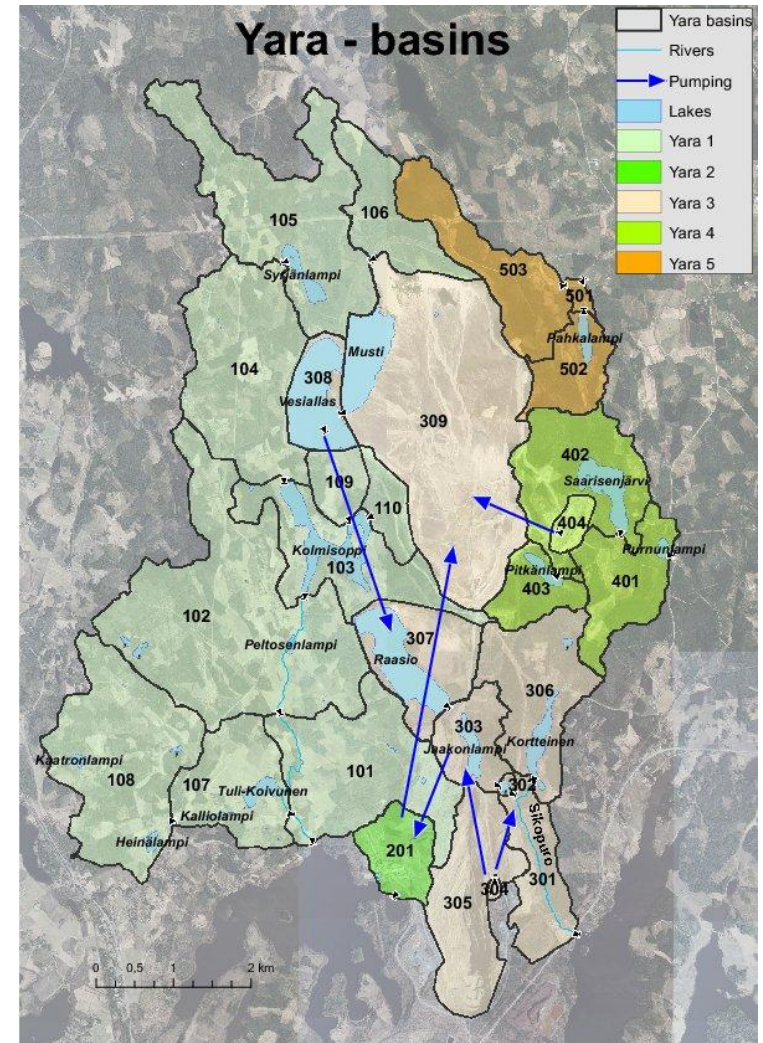 Yara - basins
Yara basins
Rivers
Pumping
Lakes
Yara 1
Yara 2
Yara 3
Yara 4
Yara 5
105
106
503
501
Syrjänlampi
Pahkalampi
Musti
502
104
308
Vesiallas
309
402
Saarisenjärvi
109
110
404
Kolmisoppi
103
Purnunlampi
Pitkänlampi
403
401
102
307
Peltosenlampi
Raasio
306
303
Kortteinen
Jaakonlampi
Kaatronlampi
108
107
101
Tuli-Koivunen
302
Kalliolampi
Sikopuro
Heinälampi
201
301
304
305
0 0,5 1 2 km